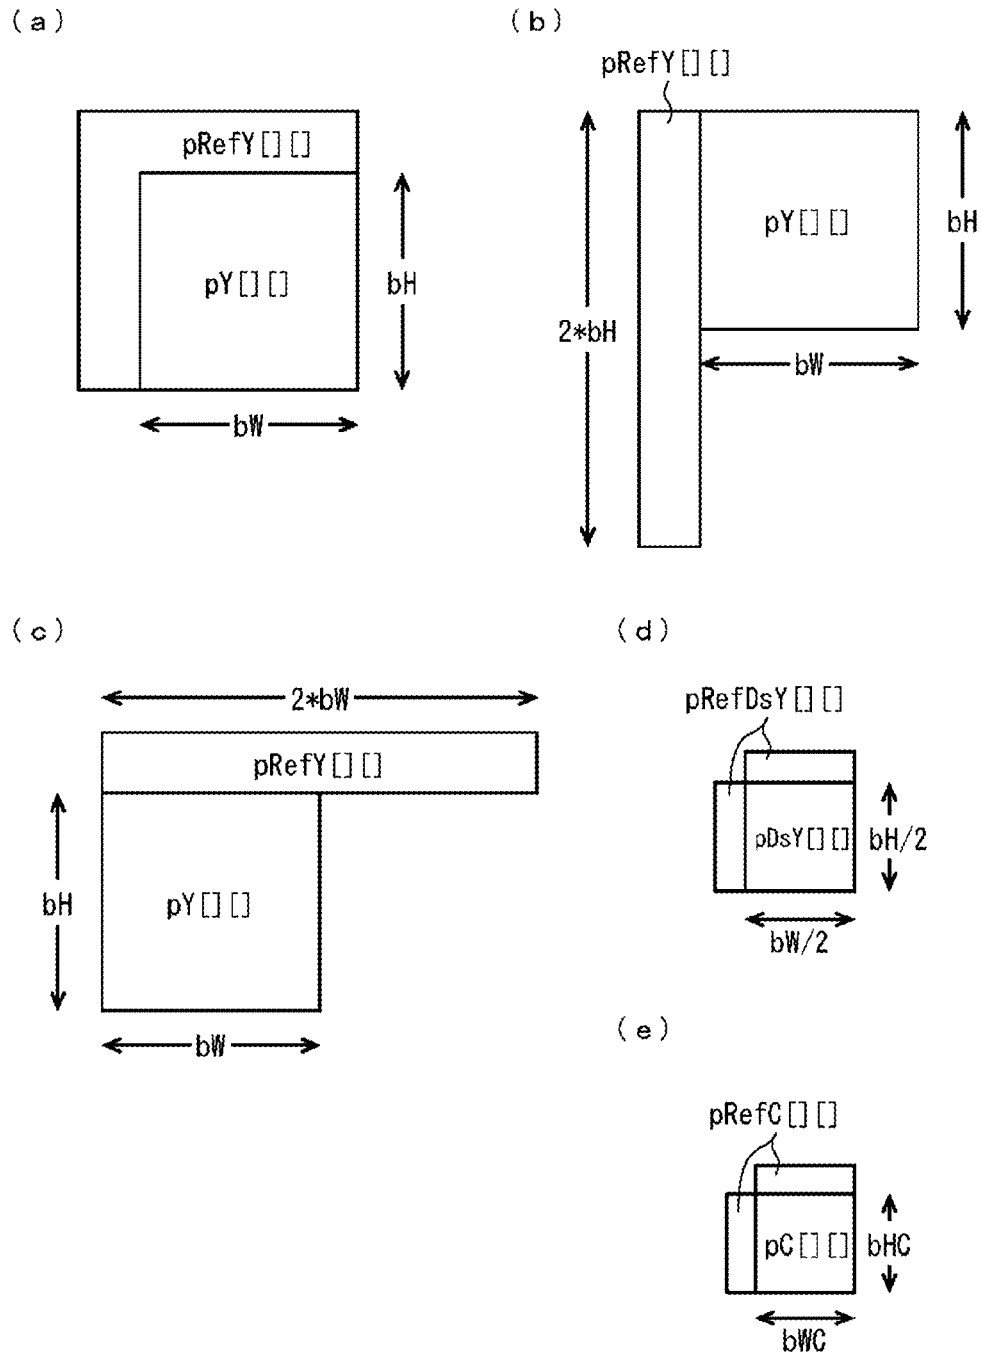 (a)
pRefY[][]
pY[][]
bH
bW
(b)
pRefY[][]
pY[][]
bH
2*bH
bW
(c)
2*bW
pRefY[][]
bH
pY[][]
bW
(d)
pRefDsY[][]
pDsY[][]
bH/2
bW/2
(e)
pRefC[][]
pC[][]
bHC
bWC